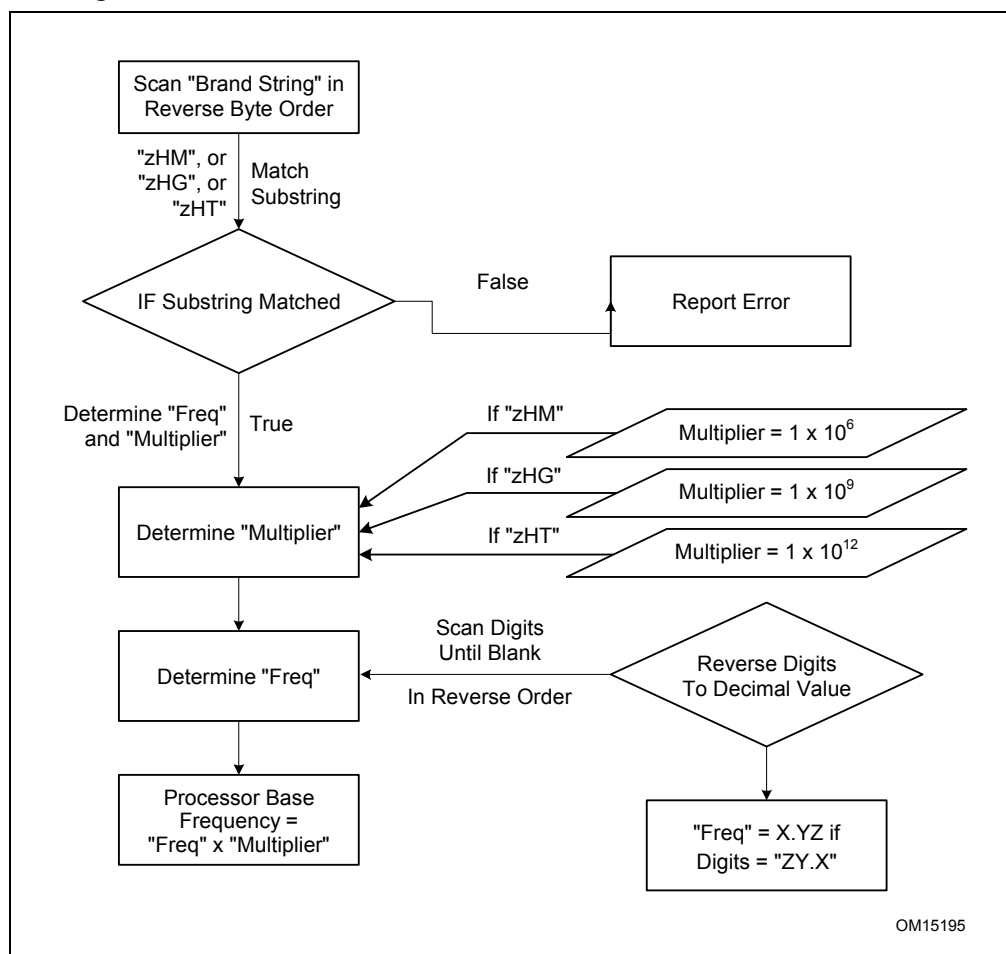 Scan "Brand String" in
Reverse Byte Order
"zHM", or
"zHG", or
"zHT"
Match
Substring
IF Substring Matched
False
Report Error
Determine "Freq"
and "Multiplier"
True
If "zHM"
Multiplier = 1 x 10⁶
If "zHG"
Multiplier = 1 x 10⁹
Determine "Multiplier"
If "zHT"
Multiplier = 1 x 10¹²
Scan Digits
Until Blank
In Reverse Order
Determine "Freq"
Reverse Digits
To Decimal Value
Processor Base
Frequency =
"Freq" x "Multiplier"
"Freq" = X.YZ if
Digits = "ZY.X"
OM15195